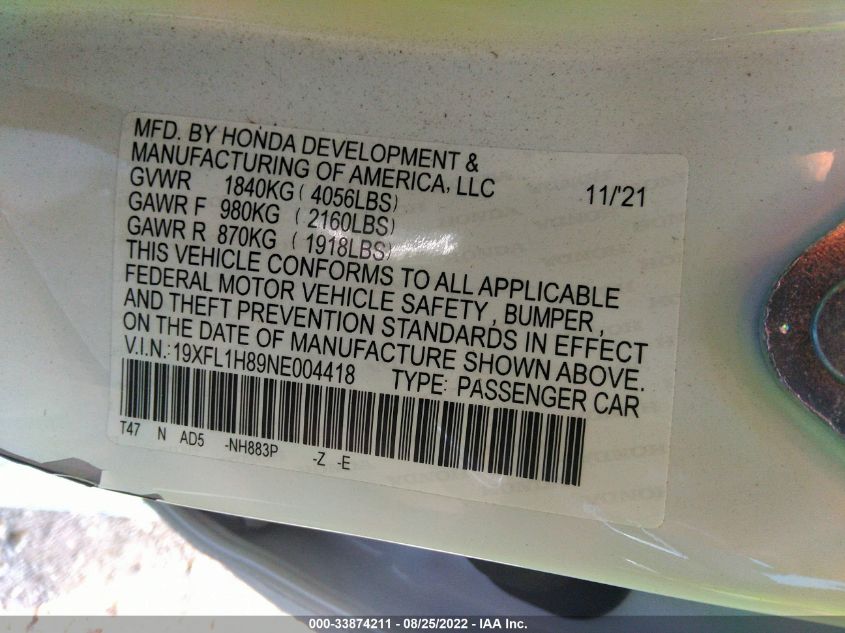 MFD. BY HONDA DEVELOPMENT &
MANUFACTURING OF AMERICA, LLC
GVWR 1840KG ( 4056LBS) 11/'21
GAWR F 980KG ( 2160LBS)
GAWR R 870KG ( 1918LBS)
THIS VEHICLE CONFORMS TO ALL APPLICABLE
FEDERAL MOTOR VEHICLE SAFETY, BUMPER,
AND THEFT PREVENTION STANDARDS IN EFFECT
ON THE DATE OF MANUFACTURE SHOWN ABOVE.
V.I.N.: 19XFL1H89NE004418 TYPE: PASSENGER CAR
T47 N AD5 -NH883P -Z -E
000-33874211 - 08/25/2022 - IAA Inc.